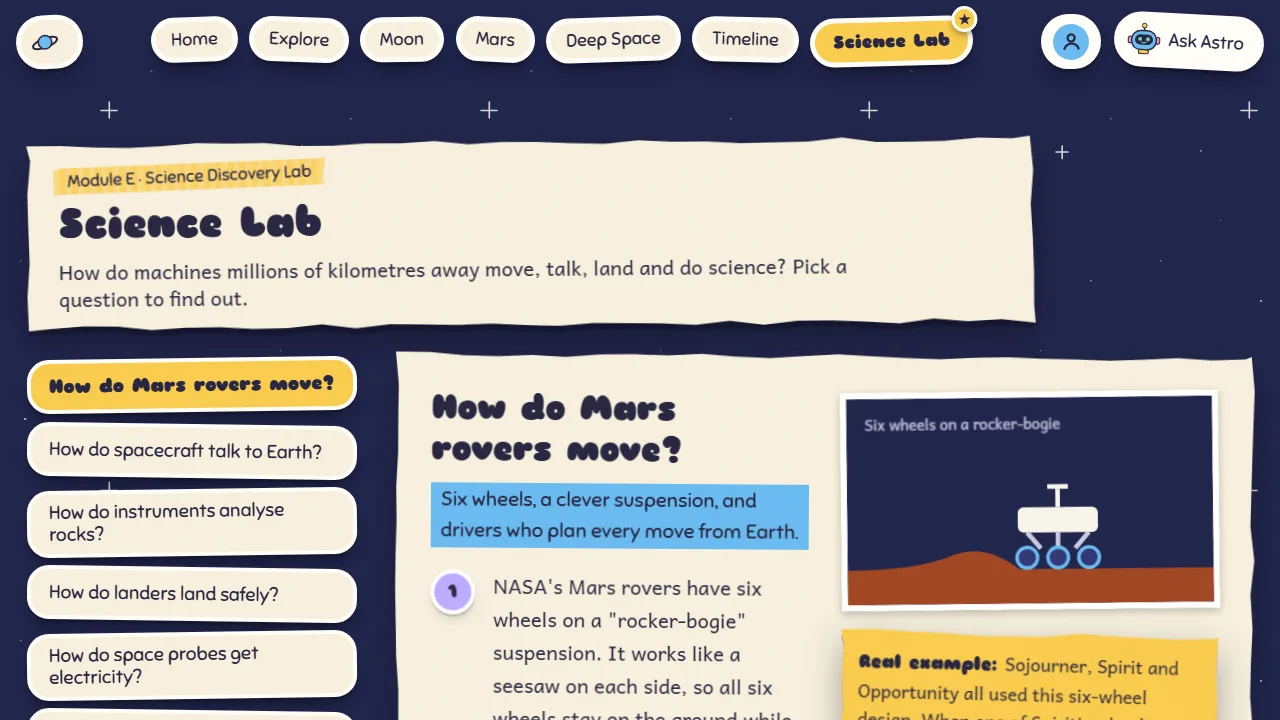 Home
Explore
Moon
Mars
Deep Space
Timeline
Science Lab
Ask Astro
Module E · Science Discovery Lab
Science Lab
How do machines millions of kilometres away move, talk, land and do science? Pick a
question to find out.
How do Mars rovers move?
How do spacecraft talk to Earth?
How do instruments analyse
rocks?
How do landers land safely?
How do space probes get
electricity?
How do Mars
rovers move?
Six wheels, a clever suspension, and
drivers who plan every move from Earth.
1
NASA's Mars rovers have six
wheels on a "rocker-bogie"
suspension. It works like a
seesaw on each side, so all six
wheels stay on the ground while
Six wheels on a rocker-bogie
Real example: Sojourner, Spirit and
Opportunity all used this six-wheel